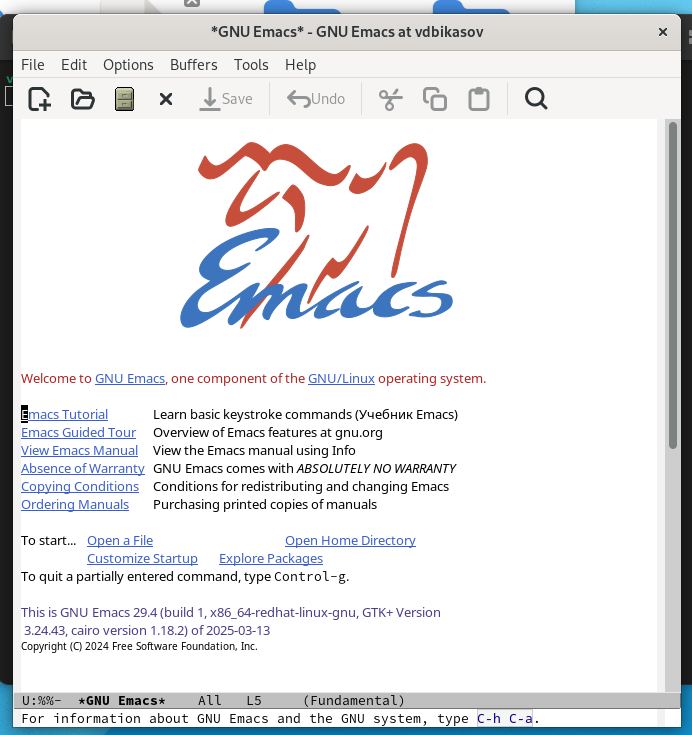 *GNU Emacs* - GNU Emacs at vdbikasov
File Edit Options Buffers Tools Help
Save Undo
Emacs
Welcome to GNU Emacs, one component of the GNU/Linux operating system.
Emacs Tutorial Learn basic keystroke commands (Учебник Emacs)
Emacs Guided Tour Overview of Emacs features at gnu.org
View Emacs Manual View the Emacs manual using Info
Absence of Warranty GNU Emacs comes with ABSOLUTELY NO WARRANTY
Copying Conditions Conditions for redistributing and changing Emacs
Ordering Manuals Purchasing printed copies of manuals
To start... Open a File Open Home Directory
Customize Startup Explore Packages
To quit a partially entered command, type Control-g.
This is GNU Emacs 29.4 (build 1, x86_64-redhat-linux-gnu, GTK+ Version
3.24.43, cairo version 1.18.2) of 2025-03-13
Copyright (C) 2024 Free Software Foundation, Inc.
U:%%- *GNU Emacs* All L5 (Fundamental)
For information about GNU Emacs and the GNU system, type C-h C-a.